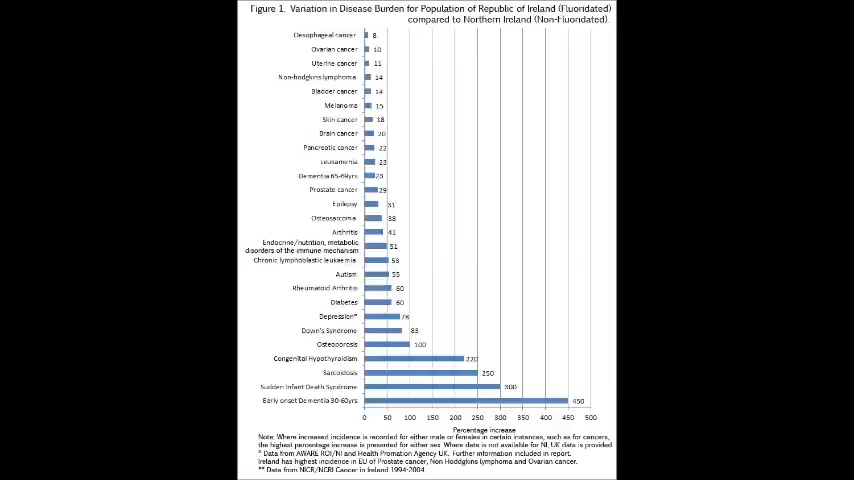 Figure 1. Variation in Disease Burden for Population of Republic of Ireland (Fluoridated)
compared to Northern Ireland (Non-Fluoridated).
Oesophageal cancer 8
Ovarian cancer 10
Uterine cancer 11
Non-hodgkins lymphoma 14
Bladder cancer 14
Melanoma 15
Skin cancer 18
Brain cancer 20
Pancreatic cancer 22
Leukamenia 23
Dementia 65-69yrs 23
Prostate cancer 29
Epilepsy 31
Osteosarcoma 38
Arthritis 41
Endocrine/nutrition, metabolic
disorders of the immune mechanism 51
Chronic lymphoblastic leukaemia 53
Autism 55
Rheumatoid Arthritis 60
Diabetes 60
Depression* 78
Down's Syndrome 83
Osteoporosis 100
Congenital Hypothyroidism 220
Sarcoidosis 250
Sudden Infant Death Syndrome 300
Early onset Dementia 30-60yrs 450
0 50 100 150 200 250 300 350 400 450 500
Percentage increase
Note: Where increased incidence is recorded for either male or females in certain instances, such as for cancers,
the highest percentage increase is presented for either sex. Where data is not available for NI, UK data is provided
* Data from AWARE ROI/NI and Health Promation Agency UK. Further information included in report.
Ireland has highest incidence in EU of Prostate cancer, Non Hoddgkins lymphoma and Ovarian cancer.
** Data from NICR/NCRI Cancer in Ireland 1994-2004